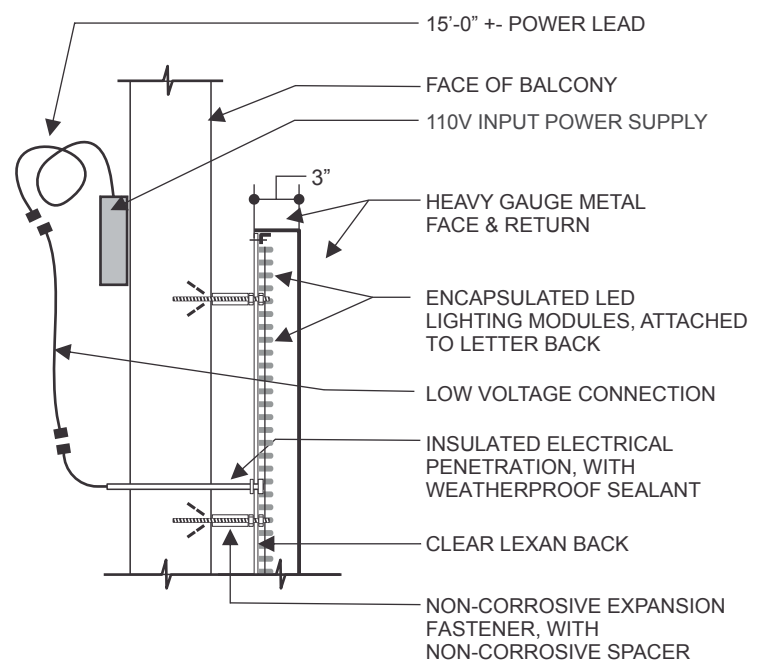 15'-0" +- POWER LEAD
FACE OF BALCONY
110V INPUT POWER SUPPLY
3"
HEAVY GAUGE METAL
FACE & RETURN
ENCAPSULATED LED
LIGHTING MODULES, ATTACHED
TO LETTER BACK
LOW VOLTAGE CONNECTION
INSULATED ELECTRICAL
PENETRATION, WITH
WEATHERPROOF SEALANT
CLEAR LEXAN BACK
NON-CORROSIVE EXPANSION
FASTENER, WITH
NON-CORROSIVE SPACER